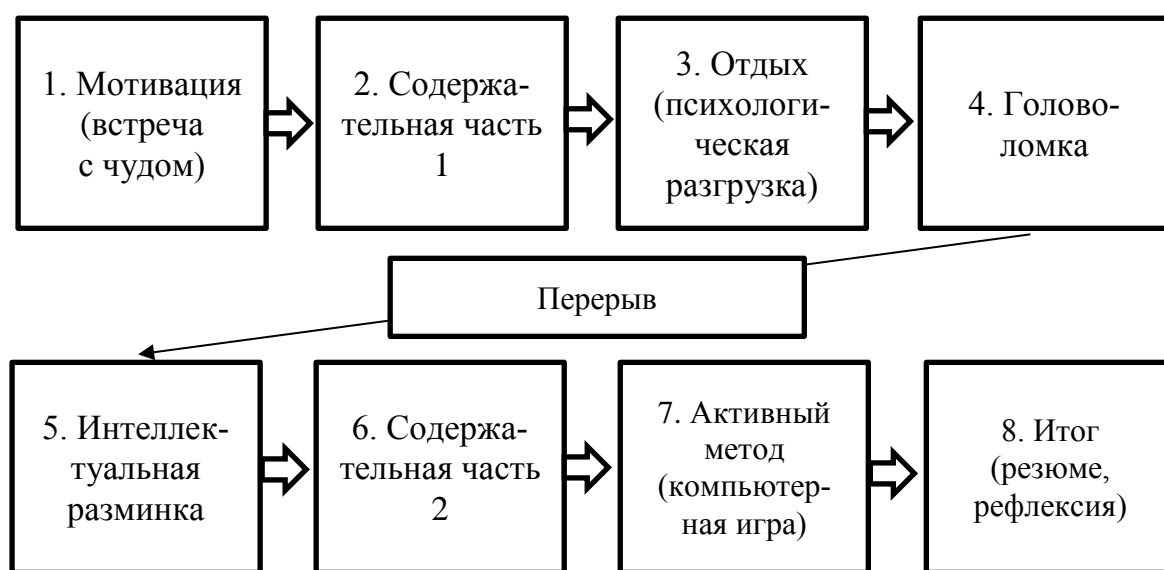 1. Мотивация
(встреча
с чудом)
2. Содержа-
тельная часть
1
3. Отдых
(психологи-
ческая
разгрузка)
4. Голово-
ломка
Перерыв
5. Интеллек-
туальная
разминка
6. Содержа-
тельная часть
2
7. Активный
метод
(компьютер-
ная игра)
8. Итог
(резюме,
рефлексия)